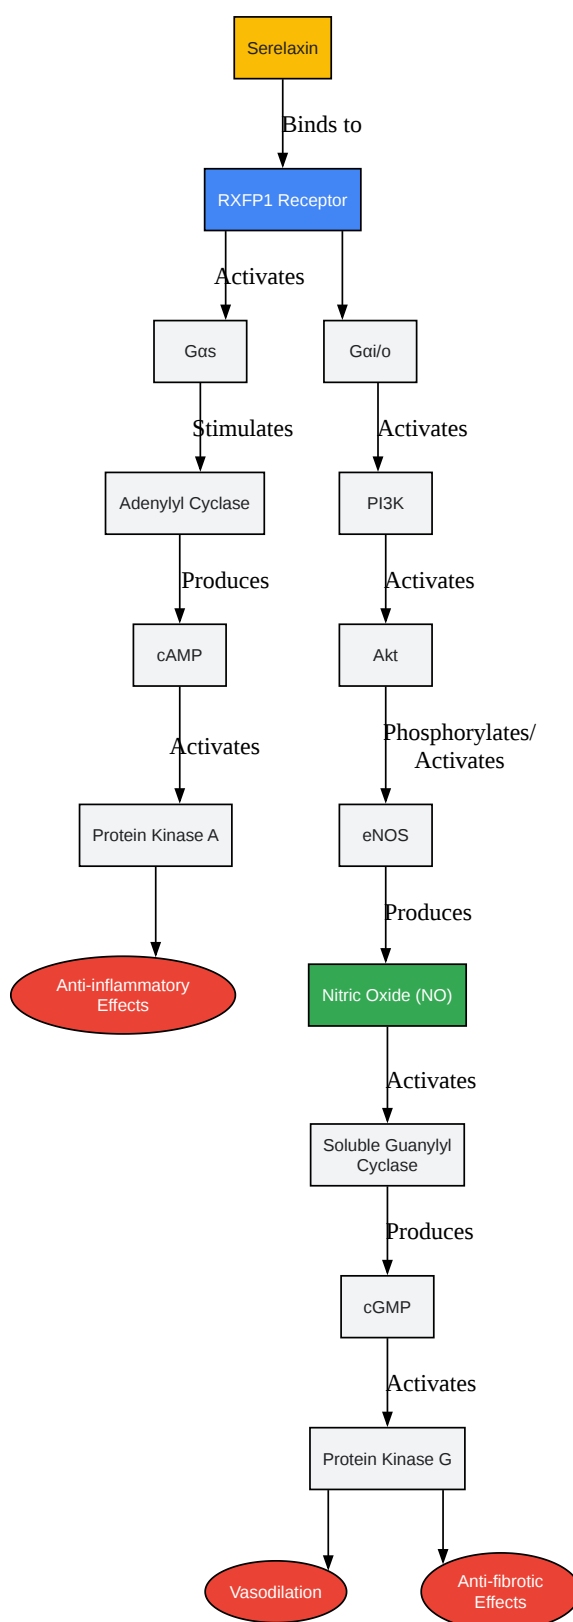 Serelaxin
Binds to
RXFP1 Receptor
Activates
Gαs
Gαi/o
Stimulates
Activates
Adenylyl Cyclase
PI3K
Produces
Activates
cAMP
Akt
Activates
Phosphorylates/
Activates
Protein Kinase A
eNOS
Produces
Anti-inflammatory
Effects
Nitric Oxide (NO)
Activates
Soluble Guanylyl
Cyclase
Produces
cGMP
Activates
Protein Kinase G
Vasodilation
Anti-fibrotic
Effects